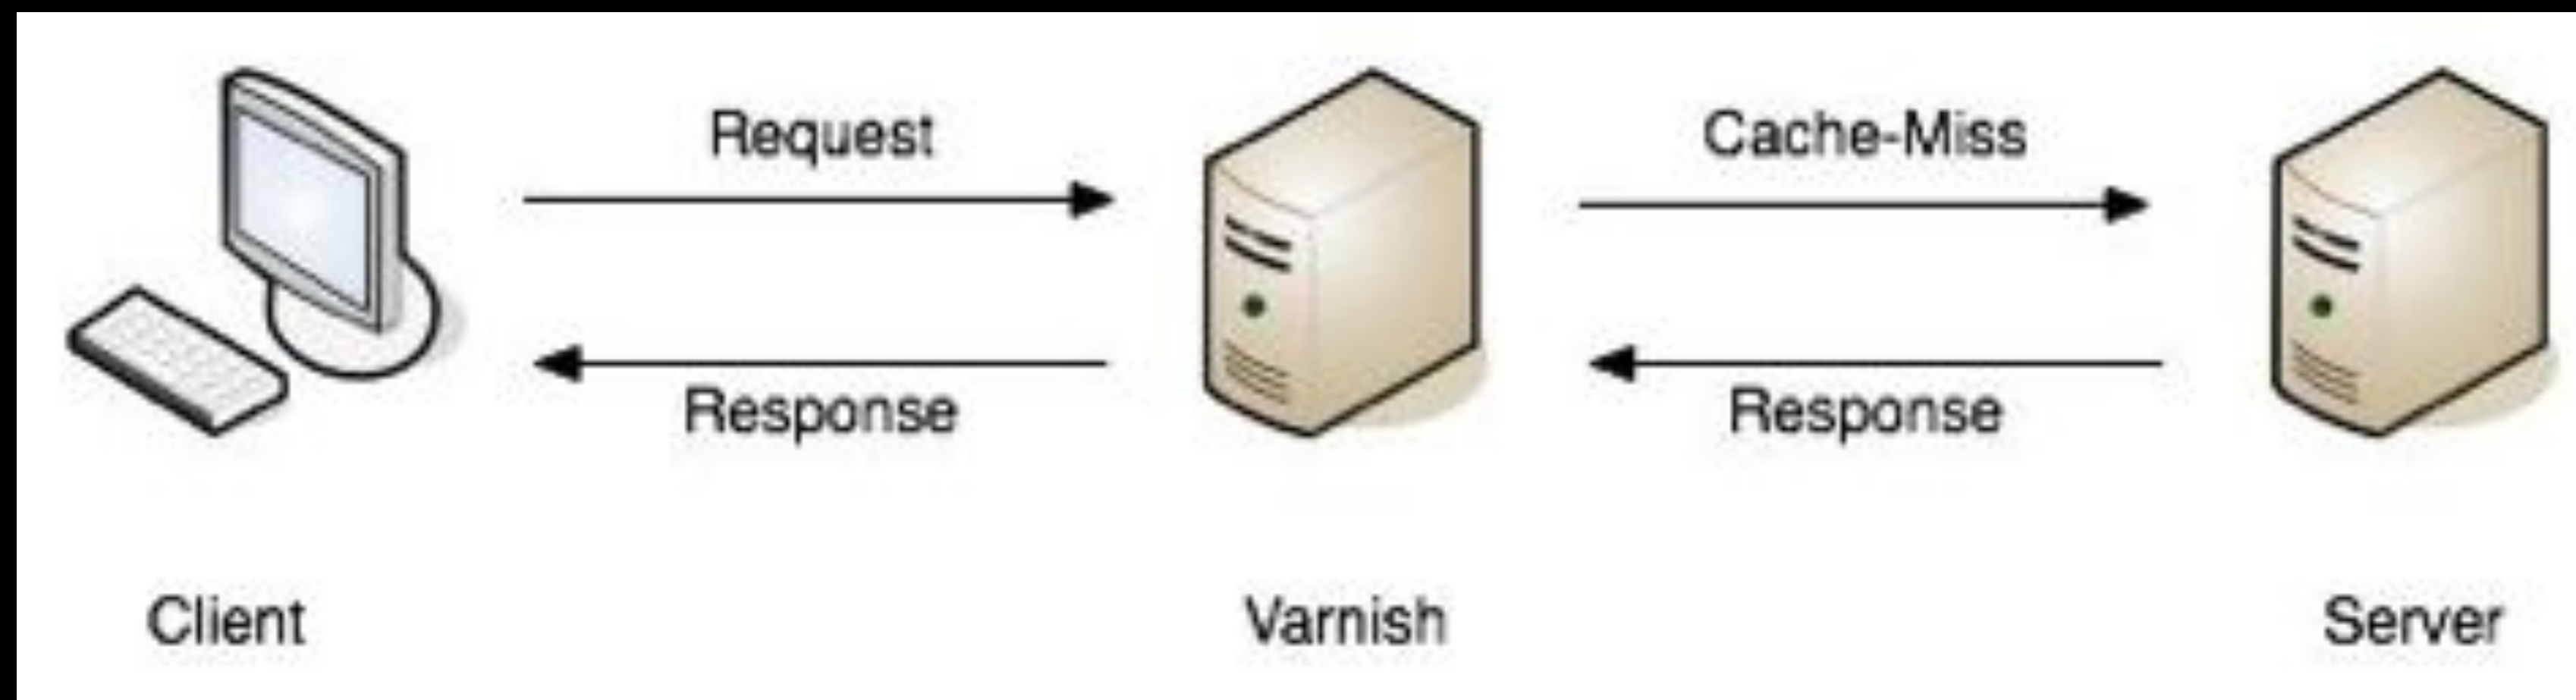 Request
Cache-Miss
Response
Response
Client
Varnish
Server